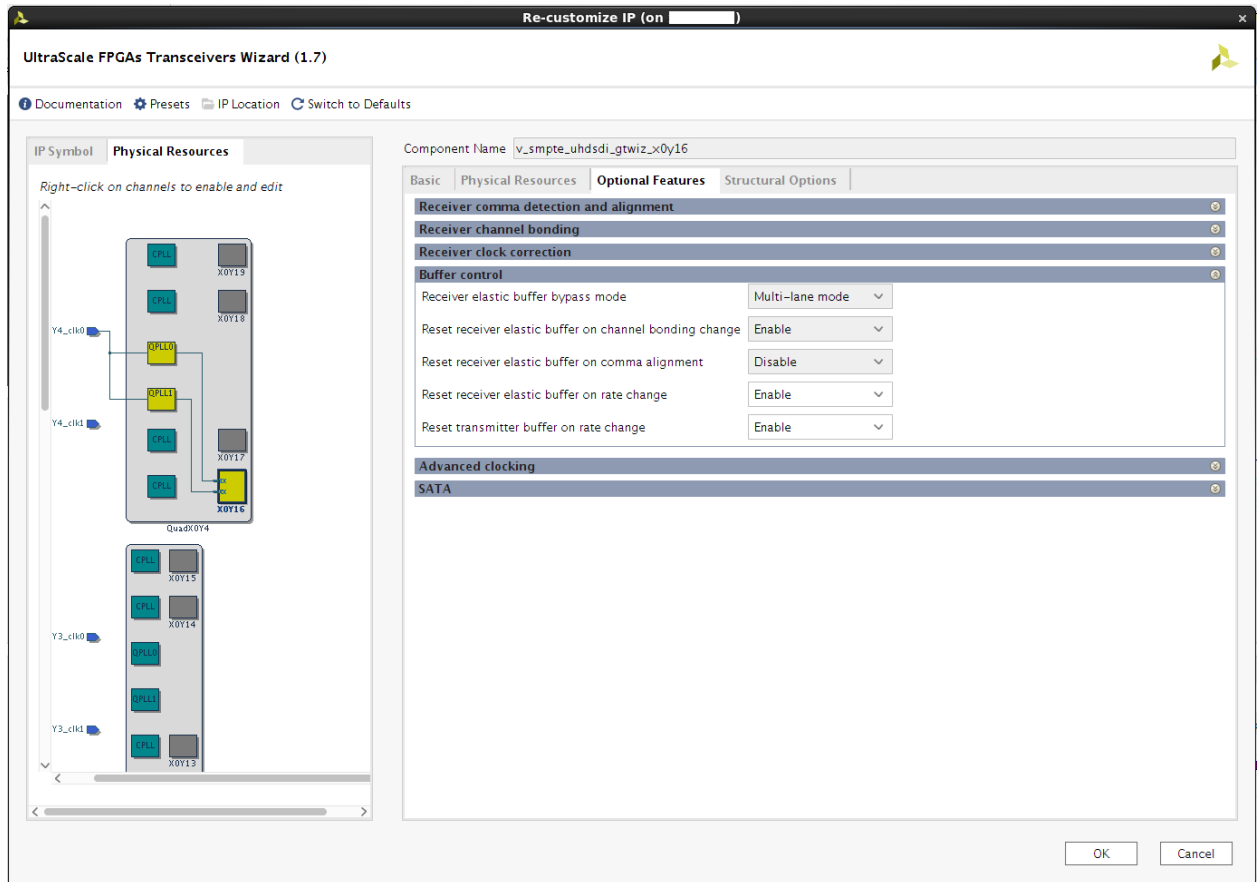 Re-customize IP (on )
UltraScale FPGAs Transceivers Wizard (1.7)
Documentation Presets IP Location Switch to Defaults
IP Symbol Physical Resources
Right-click on channels to enable and edit
CPLL
X0Y19
CPLL
X0Y18
Y4_clk0
QPLL0
QPLL1
Y4_clk1
CPLL
X0Y17
CPLL
X0Y16
QuadX0Y4
CPLL
X0Y15
CPLL
X0Y14
Y3_clk0
QPLL0
QPLL1
Y3_clk1
CPLL
X0Y13
Component Name v_smpte_uhdsdi_gtwiz_x0y16
Basic Physical Resources Optional Features Structural Options
Receiver comma detection and alignment
Receiver channel bonding
Receiver clock correction
Buffer control
Receiver elastic buffer bypass mode Multi-lane mode
Reset receiver elastic buffer on channel bonding change Enable
Reset receiver elastic buffer on comma alignment Disable
Reset receiver elastic buffer on rate change Enable
Reset transmitter buffer on rate change Enable
Advanced clocking
SATA
OK Cancel